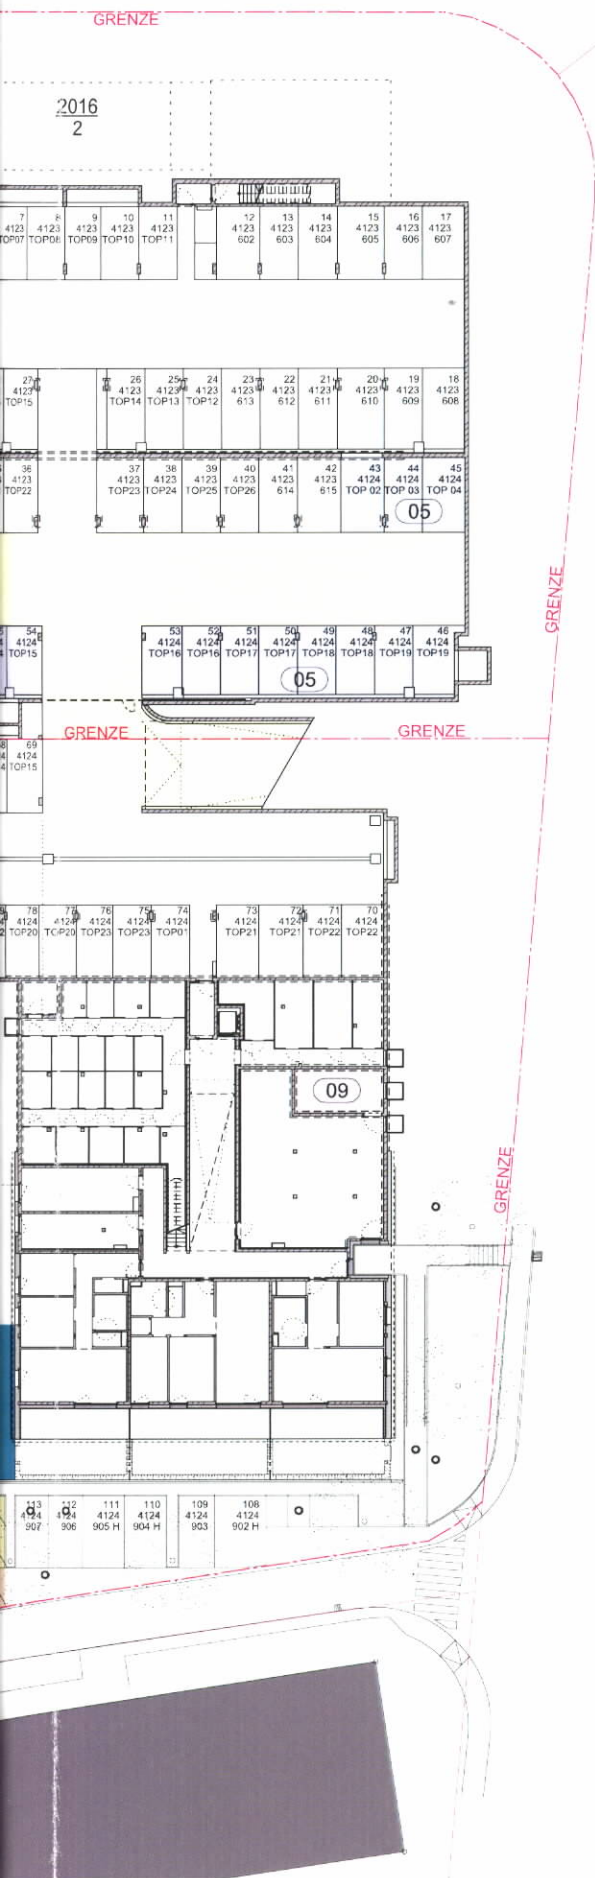 GRENZE
2016
2
7 4123 TOP07
8 4123 TOP08
9 4123 TOP09
10 4123 TOP10
11 4123 TOP11
12 4123 602
13 4123 603
14 4123 604
15 4123 605
16 4123 606
17 4123 607
27 4123 TOP15
26 4123 TOP14
25 4123 TOP13
24 4123 TOP12
23 4123 613
22 4123 612
21 4123 611
20 4123 610
19 4123 609
18 4123 608
36 4123 TOP22
37 4123 TOP23
38 4123 TOP24
39 4123 TOP25
40 4123 TOP26
41 4123 614
42 4123 615
43 4124 TOP 02
44 4124 TOP 03
45 4124 TOP 04
05
GRENZE
54 4124 TOP15
53 4124 TOP16
52 4124 TOP16
51 4124 TOP17
50 4124 TOP17
49 4124 TOP18
48 4124 TOP18
47 4124 TOP19
46 4124 TOP19
05
GRENZE
GRENZE
69 4124 TOP15
78 4124 TOP20
77 4124 TOP20
76 4124 TOP23
75 4124 TOP23
74 4124 TOP01
73 4124 TOP21
72 4124 TOP21
71 4124 TOP22
70 4124 TOP22
09
GRENZE
113 4124 907
112 4124 906
111 4124 905 H
110 4124 904 H
109 4124 903
108 4124 902 H